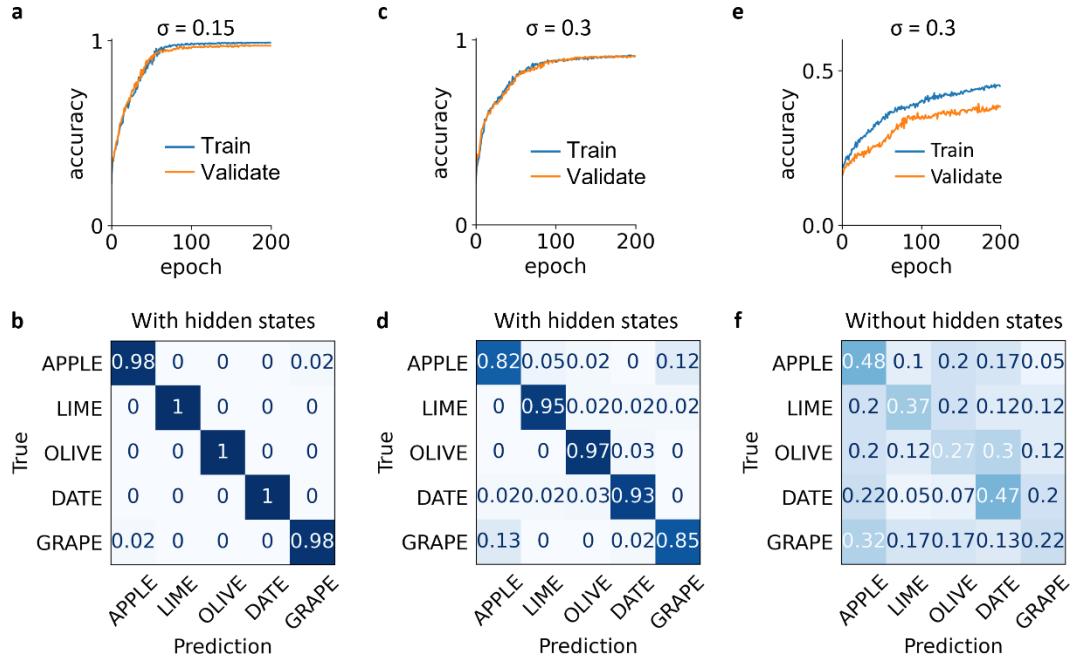 a
σ = 0.15
1
accuracy
Train
Validate
0
0 100 200
epoch
b
With hidden states
True
APPLE 0.98 0 0 0 0.02
LIME 0 1 0 0 0
OLIVE 0 0 1 0 0
DATE 0 0 0 1 0
GRAPE 0.02 0 0 0 0.98
APPLE LIME OLIVE DATE GRAPE
Prediction
c
σ = 0.3
1
accuracy
Train
Validate
0
0 100 200
epoch
d
With hidden states
True
APPLE 0.82 0.05 0.02 0 0.12
LIME 0 0.95 0.02 0.02 0.02
OLIVE 0 0 0.97 0.03 0
DATE 0.02 0.02 0.03 0.93 0
GRAPE 0.13 0 0 0.02 0.85
APPLE LIME OLIVE DATE GRAPE
Prediction
e
σ = 0.3
0.5
accuracy
Train
Validate
0.0
0 100 200
epoch
f
Without hidden states
True
APPLE 0.48 0.1 0.2 0.17 0.05
LIME 0.2 0.37 0.2 0.12 0.12
OLIVE 0.2 0.12 0.27 0.3 0.12
DATE 0.22 0.05 0.07 0.47 0.2
GRAPE 0.32 0.17 0.17 0.13 0.22
APPLE LIME OLIVE DATE GRAPE
Prediction